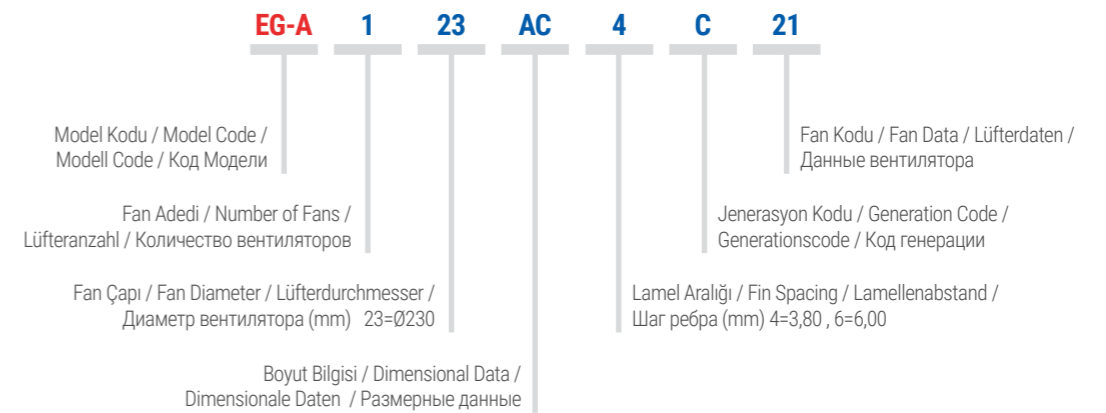 EG-A 1 23 AC 4 C 21
Model Kodu / Model Code /
Modell Code / Код Модели
Fan Kodu / Fan Data / Lüfterdaten /
Данные вентилятора
Fan Adedi / Number of Fans /
Lüfteranzahl / Количество вентиляторов
Jenerasyon Kodu / Generation Code /
Generationscode / Код генерации
Fan Çapı / Fan Diameter / Lüfterdurchmesser /
Диаметр вентилятора (mm) 23=Ø230
Lamel Aralığı / Fin Spacing / Lamellenabstand /
Шаг ребра (mm) 4=3,80 , 6=6,00
Boyut Bilgisi / Dimensional Data /
Dimensionale Daten / Размерные данные